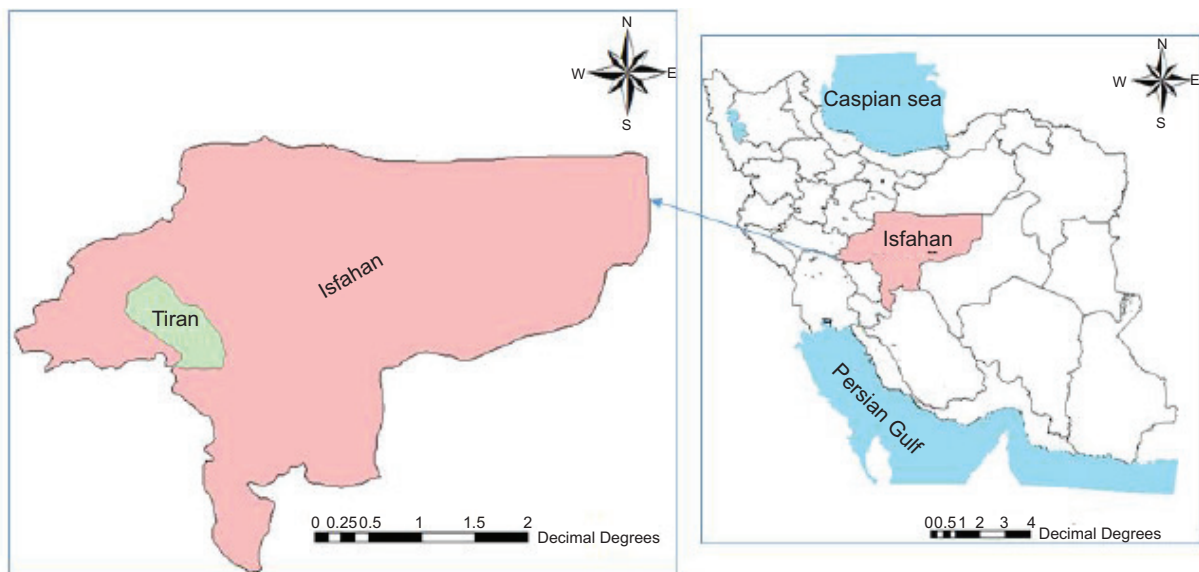 N
W E
S
Isfahan
Tiran
0 0.25 0.5 1 1.5 2
Decimal Degrees
N
W E
S
Caspian sea
Isfahan
Persian Gulf
0 0.5 1 2 3 4
Decimal Degrees